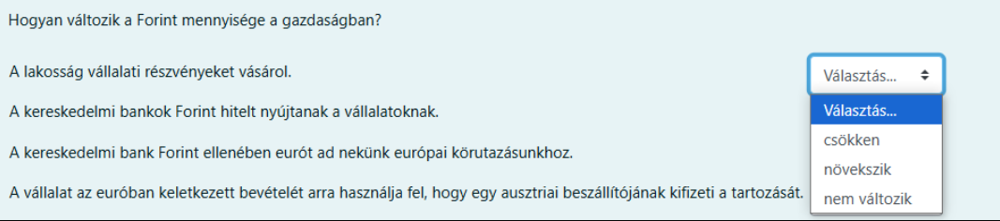 Hogyan változik a Forint mennyisége a gazdaságban?
A lakosság vállalati részvényeket vásárol.
Választás...
A kereskedelmi bankok Forint hitelt nyújtanak a vállalatoknak.
Választás...
csökken
A kereskedelmi bank Forint ellenében eurót ad nekünk európai körutazásunkhoz.
növekszik
A vállalat az euróban keletkezett bevételét arra használja fel, hogy egy ausztriai beszállítójának kifizeti a tartozását.
nem változik